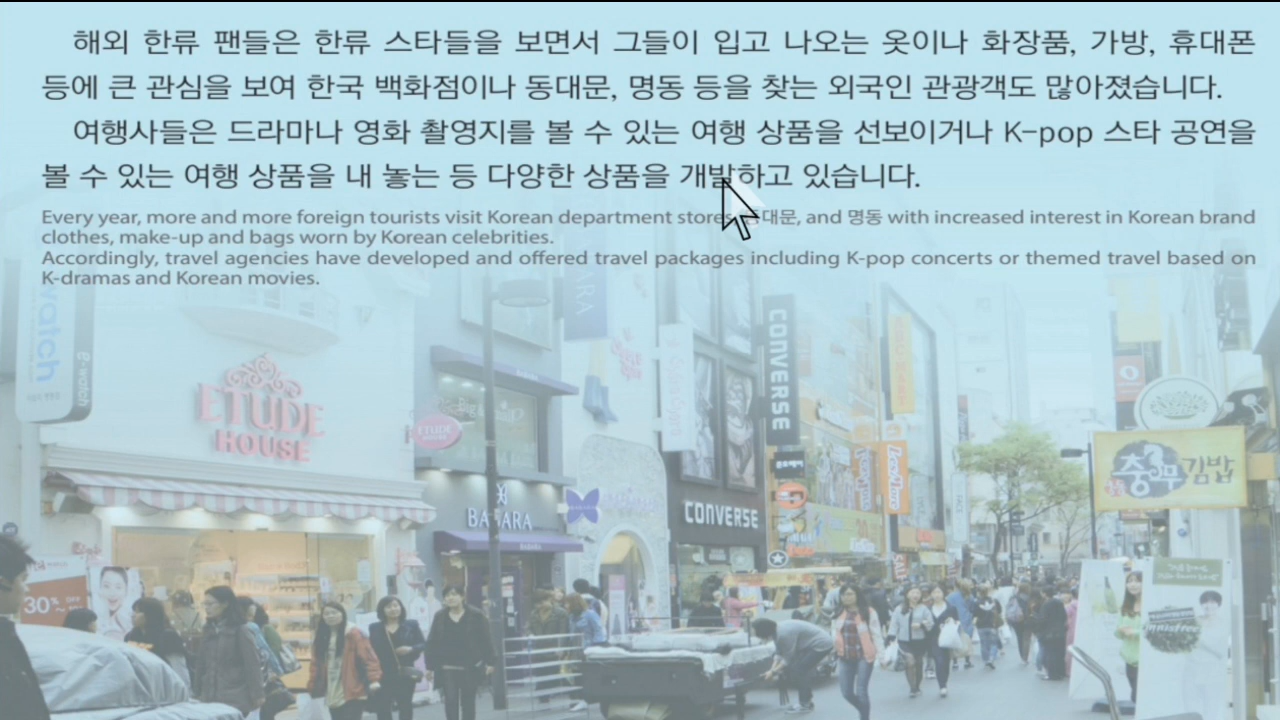 해외 한류 팬들은 한류 스타들을 보면서 그들이 입고 나오는 옷이나 화장품, 가방, 휴대폰
등에 큰 관심을 보여 한국 백화점이나 동대문, 명동 등을 찾는 외국인 관광객도 많아졌습니다.
여행사들은 드라마나 영화 촬영지를 볼 수 있는 여행 상품을 선보이거나 K-pop 스타 공연을
볼 수 있는 여행 상품을 내 놓는 등 다양한 상품을 개발하고 있습니다.
Every year, more and more foreign tourists visit Korean department stores, 동대문, and 명동 with increased interest in Korean brand
clothes, make-up and bags worn by Korean celebrities.
Accordingly, travel agencies have developed and offered travel packages including K-pop concerts or themed travel based on
K-dramas and Korean movies.
watch
e-watch
ETUDE
HOUSE
ETUDE
CONVERSE
CONVERSE
충무김밥
30%